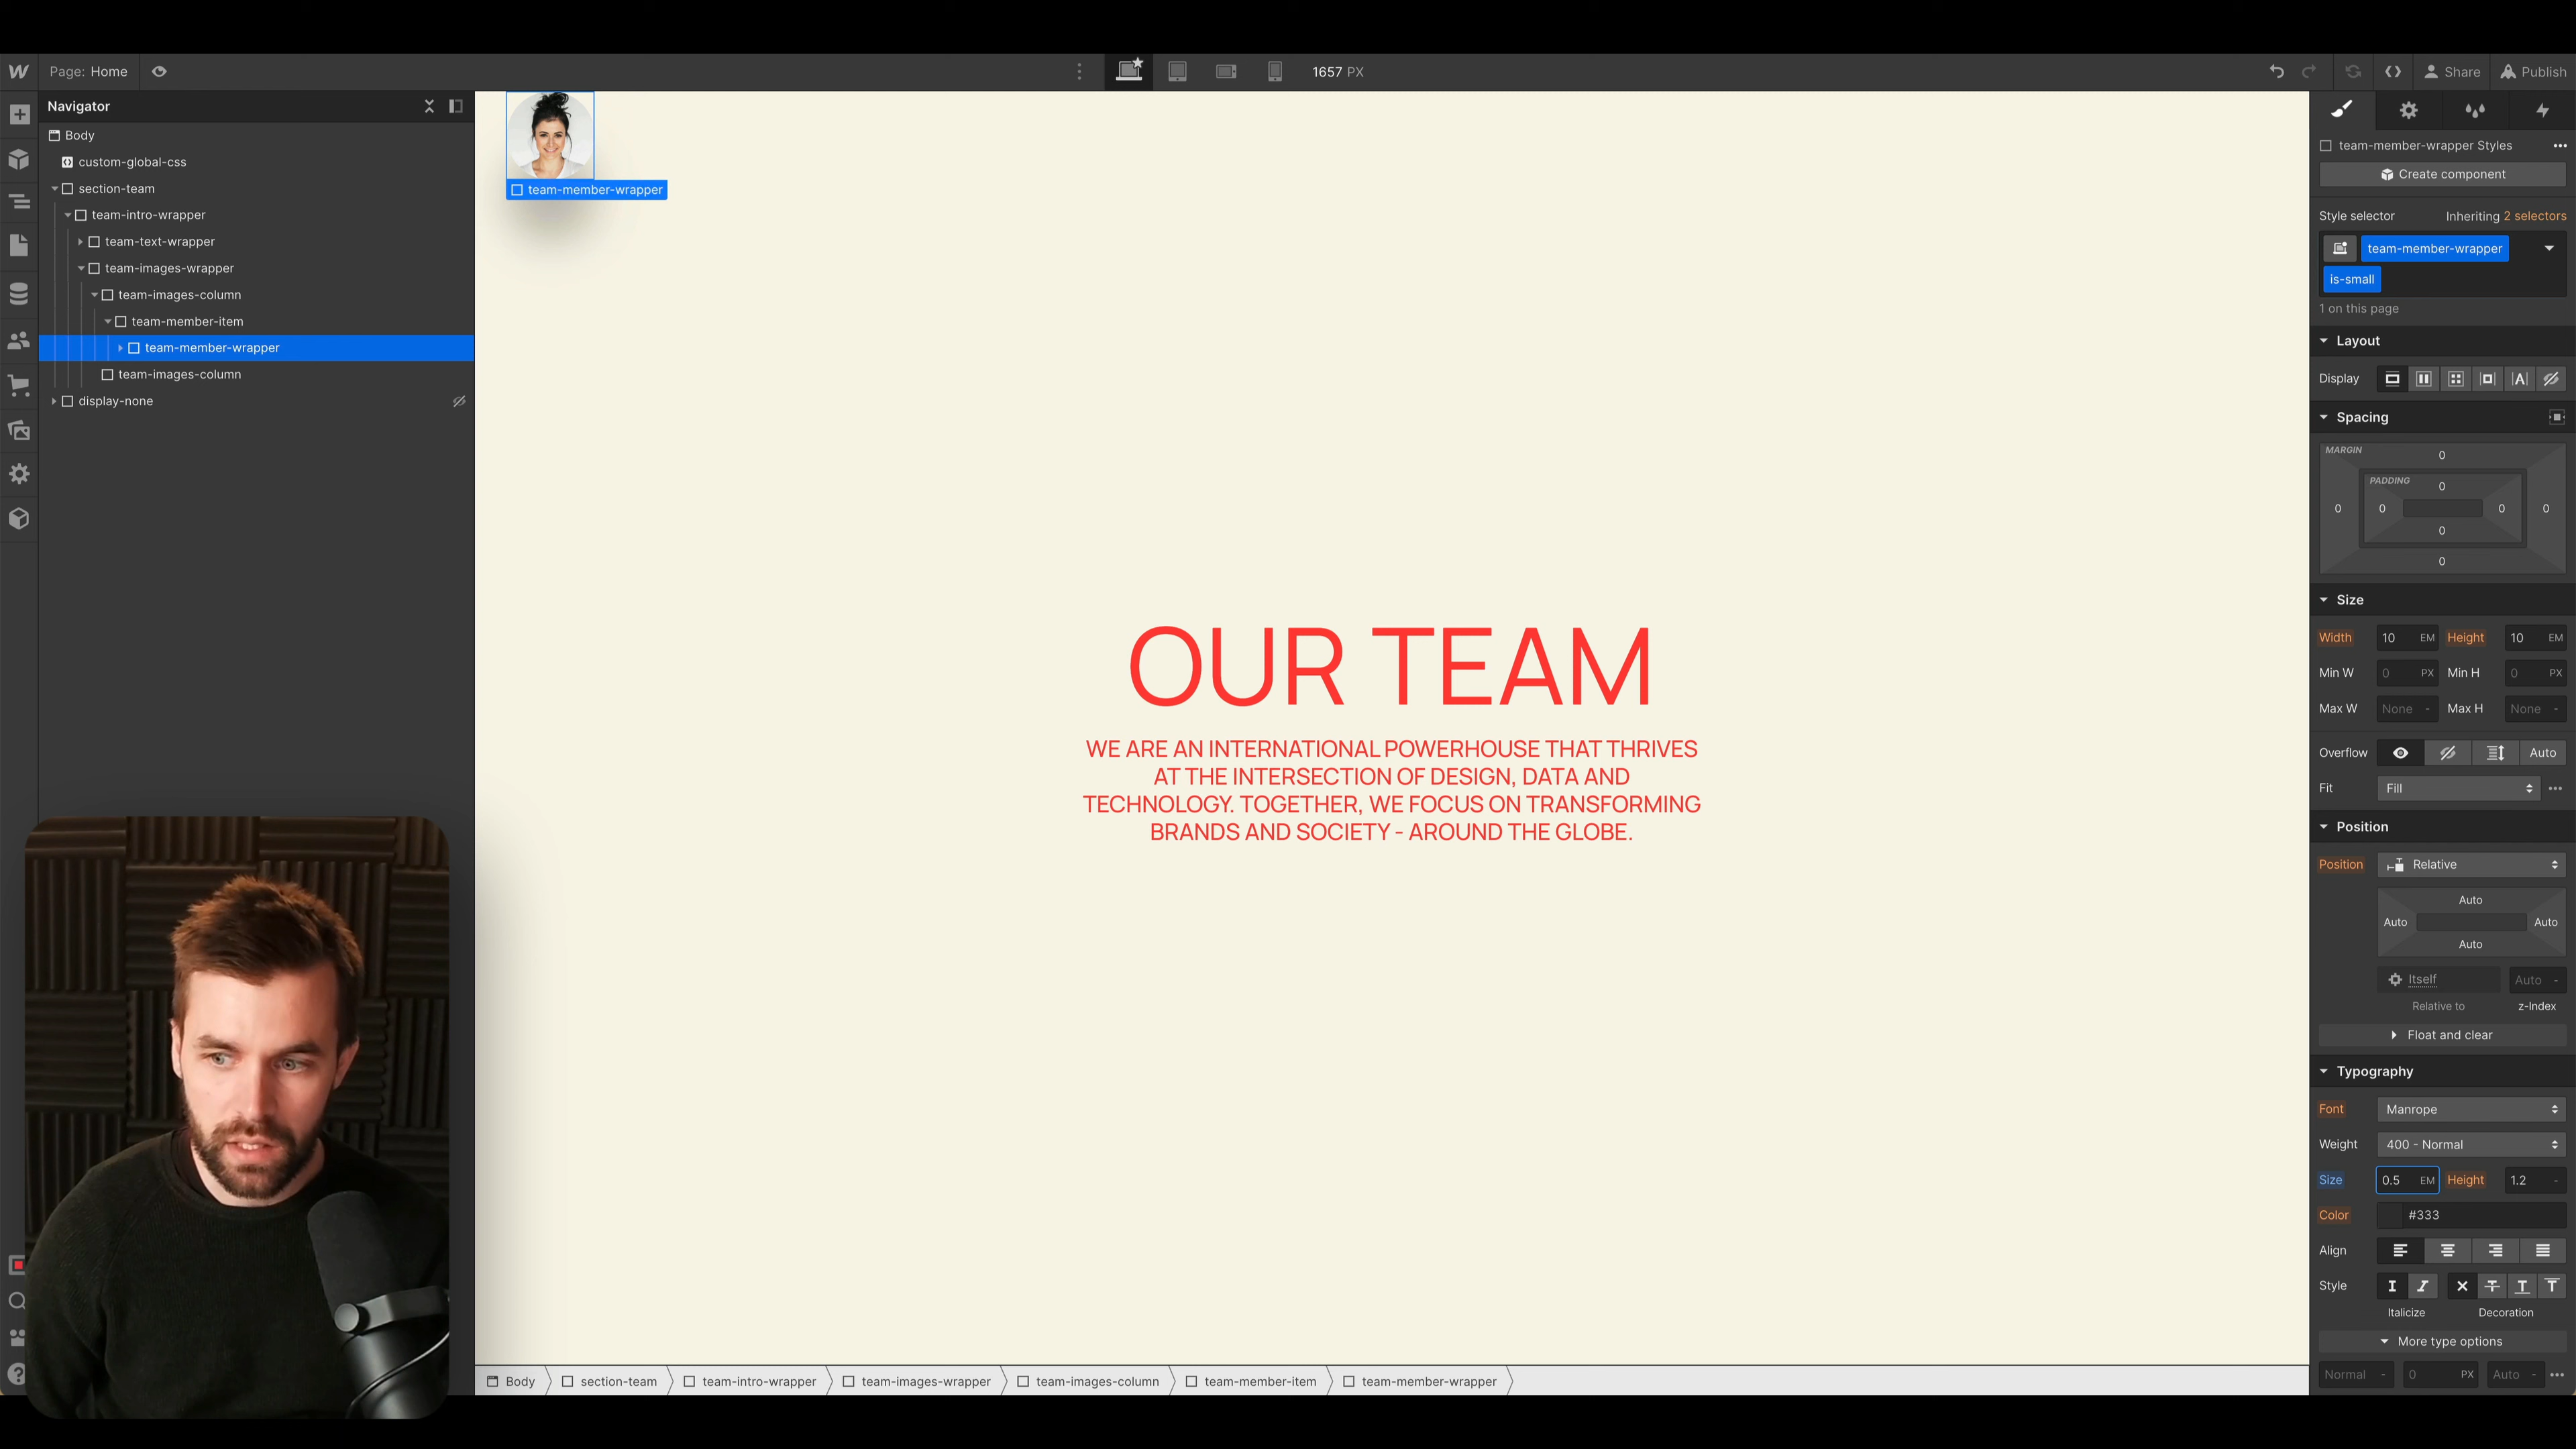 Page: Home
1657 PX
Share
Publish
Navigator
Body
custom-global-css
section-team
team-intro-wrapper
team-text-wrapper
team-images-wrapper
team-images-column
team-member-item
team-member-wrapper
team-images-column
display-none
team-member-wrapper
OUR TEAM
WE ARE AN INTERNATIONAL POWERHOUSE THAT THRIVES
AT THE INTERSECTION OF DESIGN, DATA AND
TECHNOLOGY. TOGETHER, WE FOCUS ON TRANSFORMING
BRANDS AND SOCIETY - AROUND THE GLOBE.
Body
section-team
team-intro-wrapper
team-images-wrapper
team-images-column
team-member-item
team-member-wrapper
team-member-wrapper Styles
Create component
Style selector
Inheriting 2 selectors
team-member-wrapper
is-small
1 on this page
Layout
Display
Spacing
MARGIN
0
PADDING
0
0 0 0 0
0
0
Size
Width 10 EM Height 10 EM
Min W 0 PX Min H 0 PX
Max W None - Max H None -
Overflow Auto
Fit Fill
Position
Position Relative
Auto
Auto Auto
Auto
Itself Auto -
Relative to z-Index
Float and clear
Typography
Font Manrope
Weight 400 - Normal
Size 0.5 EM Height 1.2 -
Color #333
Align
Style
Italicize Decoration
More type options
Normal - 0 PX Auto -